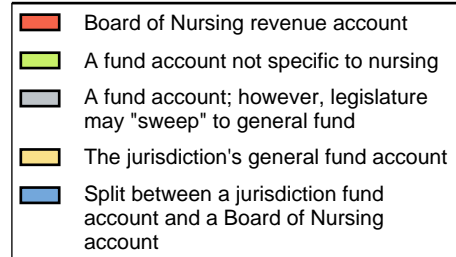 Board of Nursing revenue account
A fund account not specific to nursing
A fund account; however, legislature
may "sweep" to general fund
The jurisdiction's general fund account
Split between a jurisdiction fund
account and a Board of Nursing
account